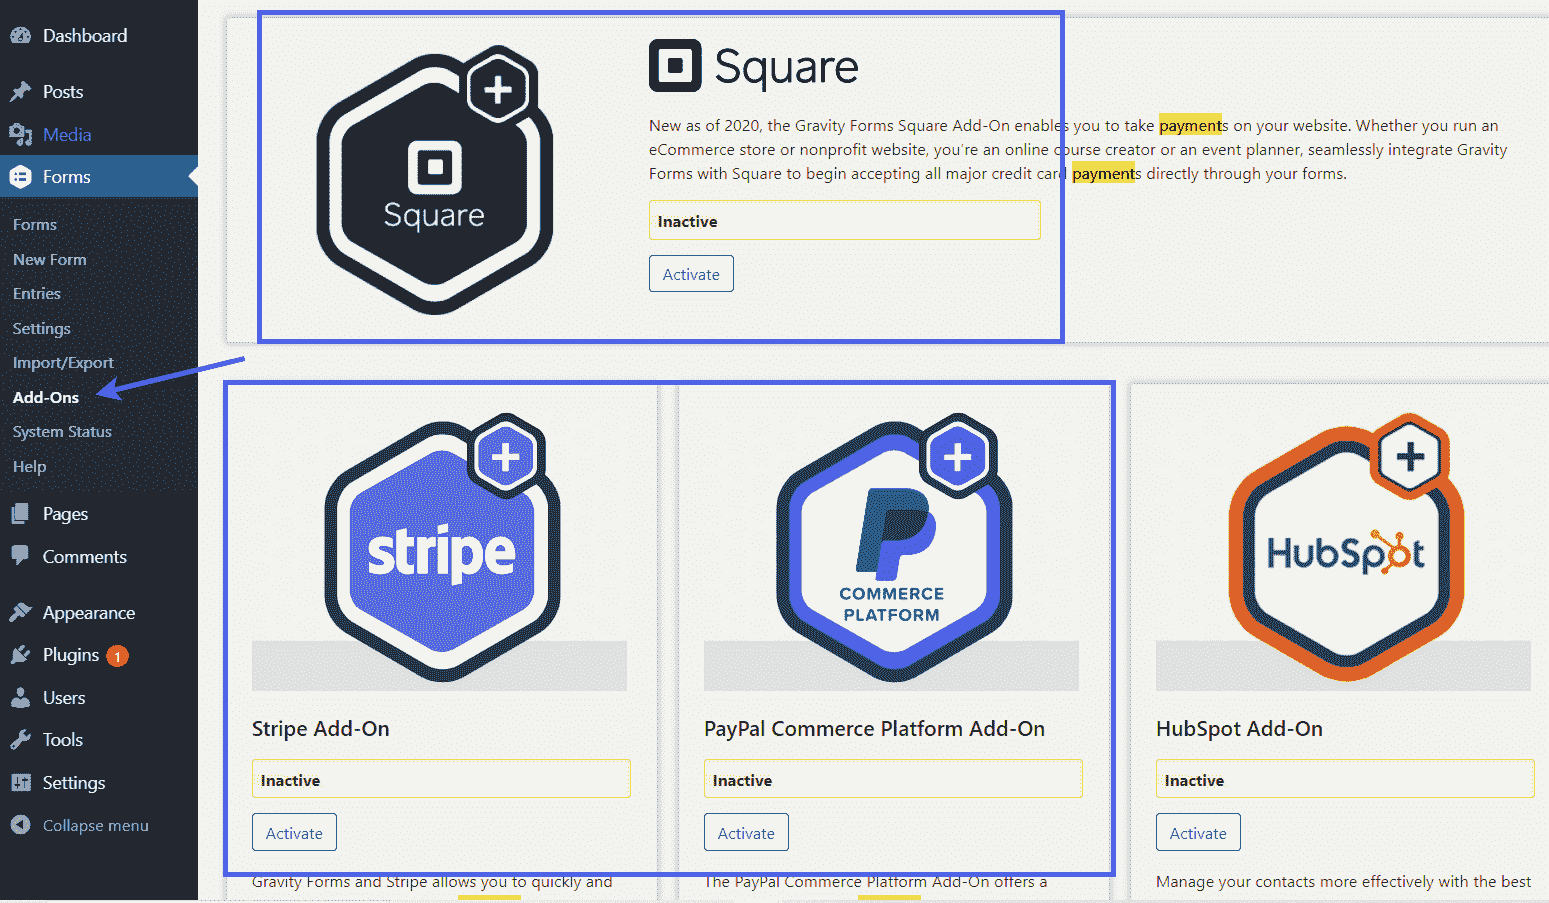 Dashboard
Posts
Media
Forms
Forms
New Form
Entries
Settings
Import/Export
Add-Ons
System Status
Help
Pages
Comments
Appearance
Plugins 1
Users
Tools
Settings
Collapse menu
Square
Square
New as of 2020, the Gravity Forms Square Add-On enables you to take payments on your website. Whether you run an
eCommerce store or nonprofit website, you're an online course creator or an event planner, seamlessly integrate Gravity
Forms with Square to begin accepting all major credit card payments directly through your forms.
Inactive
Activate
stripe
Stripe Add-On
Inactive
Activate
Gravity Forms and Stripe allows you to quickly and
COMMERCE
PLATFORM
PayPal Commerce Platform Add-On
Inactive
Activate
The PayPal Commerce Platform Add-On offers a
HubSpot
HubSpot Add-On
Inactive
Activate
Manage your contacts more effectively with the best